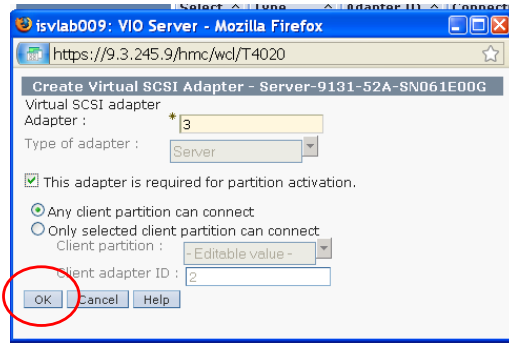 Select ^ Type ^ Adapter ID ^ Connect
isvlab009: VIO Server - Mozilla Firefox
https://9.3.245.9/hmc/wcl/T4020
Create Virtual SCSI Adapter - Server-9131-52A-SN061E00G
Virtual SCSI adapter
Adapter : * 3
Type of adapter : Server
This adapter is required for partition activation.
Any client partition can connect
Only selected client partition can connect
Client partition : - Editable value -
Client adapter ID : 2
OK Cancel Help